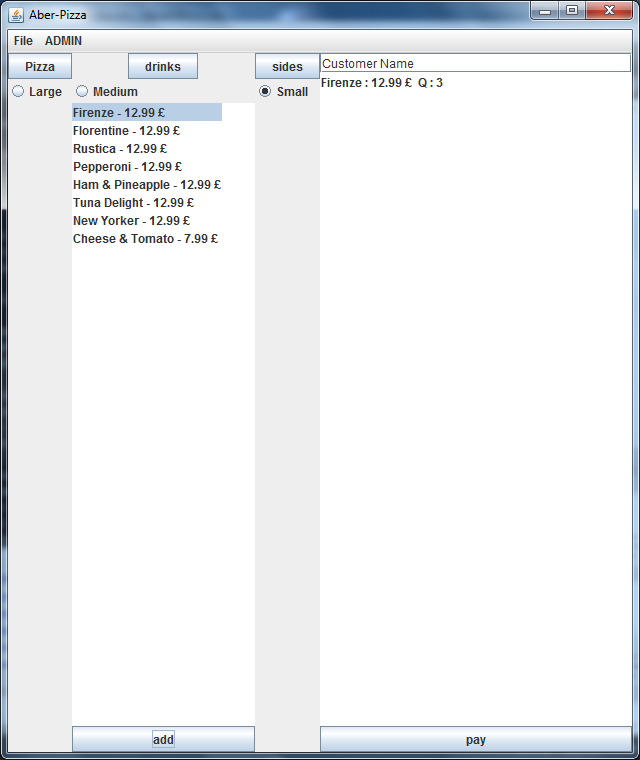 Aber-Pizza
File ADMIN
Pizza drinks sides Customer Name
Large Medium Small Firenze : 12.99 £ Q : 3
Firenze - 12.99 £
Florentine - 12.99 £
Rustica - 12.99 £
Pepperoni - 12.99 £
Ham & Pineapple - 12.99 £
Tuna Delight - 12.99 £
New Yorker - 12.99 £
Cheese & Tomato - 7.99 £
add pay